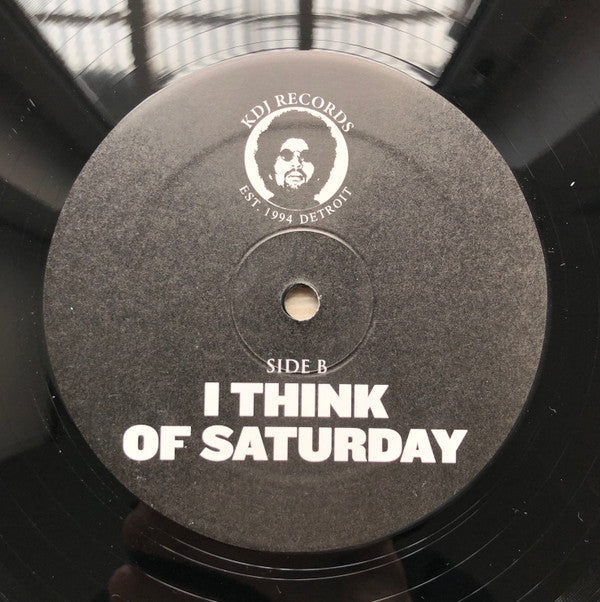 KDJ RECORDS
EST. 1994 DETROIT
SIDE B
I THINK
OF SATURDAY